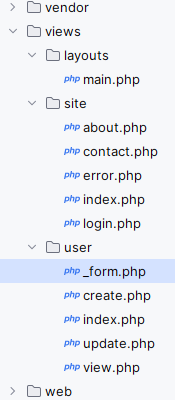 vendor
views
layouts
php main.php
site
php about.php
php contact.php
php error.php
php index.php
php login.php
user
php _form.php
php create.php
php index.php
php update.php
php view.php
web